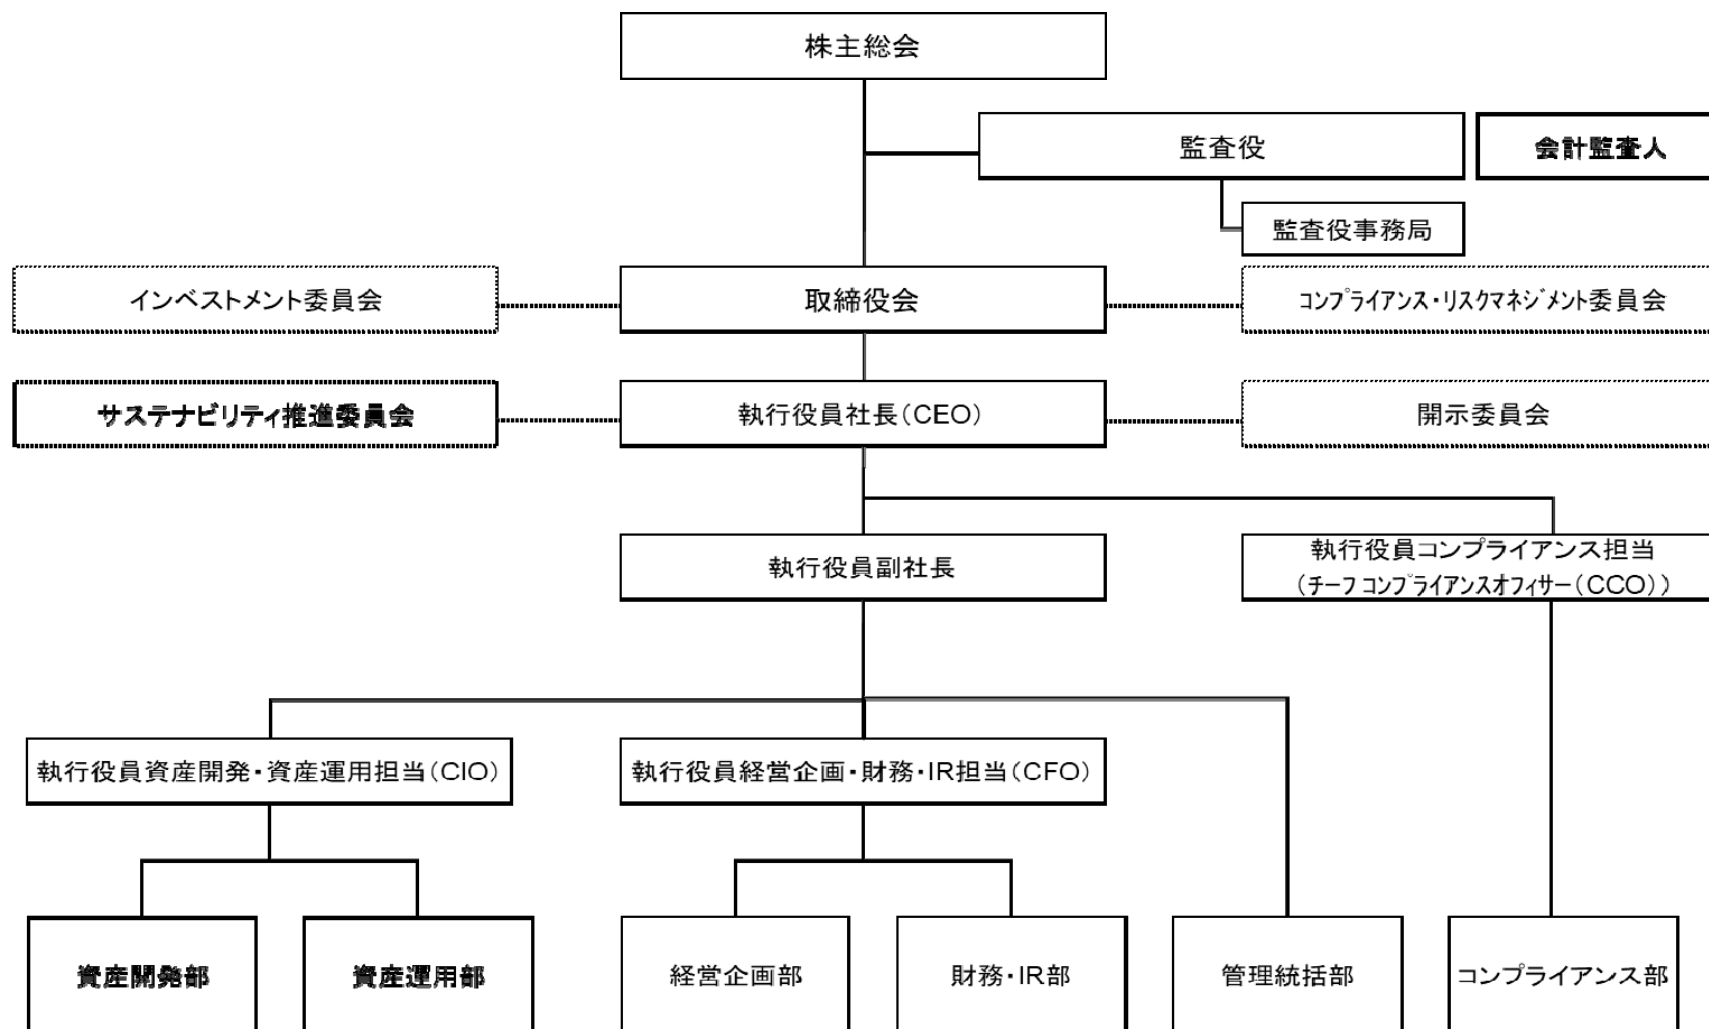 株主総会
監査役
会計監査人
監査役事務局
インベストメント委員会
取締役会
コンプライアンス・リスクマネジメント委員会
サステナビリティ推進委員会
執行役員社長(CEO)
開示委員会
執行役員副社長
執行役員コンプライアンス担当
(チーフコンプライアンスオフィサー(CCO))
執行役員資産開発・資産運用担当(CIO)
執行役員経営企画・財務・IR担当(CFO)
資産開発部
資産運用部
経営企画部
財務・IR部
管理統括部
コンプライアンス部